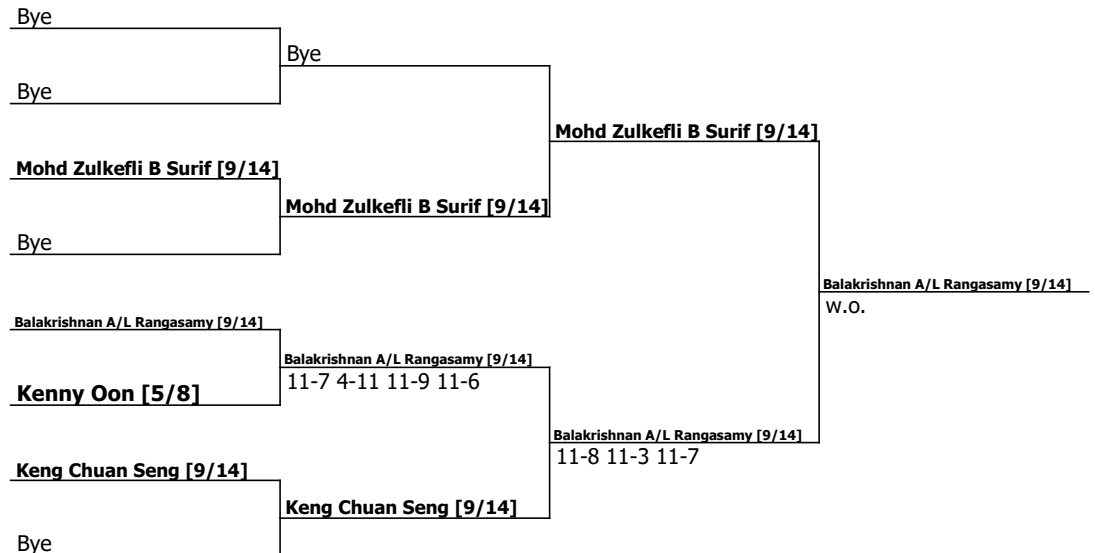 Bye
Bye
Bye
Mohd Zulkefli B Surif [9/14]
Mohd Zulkefli B Surif [9/14]
Mohd Zulkefli B Surif [9/14]
Bye
Balakrishnan A/L Rangasamy [9/14]
w.o.
Balakrishnan A/L Rangasamy [9/14]
Balakrishnan A/L Rangasamy [9/14]
11-7 4-11 11-9 11-6
Kenny Oon [5/8]
Balakrishnan A/L Rangasamy [9/14]
11-8 11-3 11-7
Keng Chuan Seng [9/14]
Keng Chuan Seng [9/14]
Bye